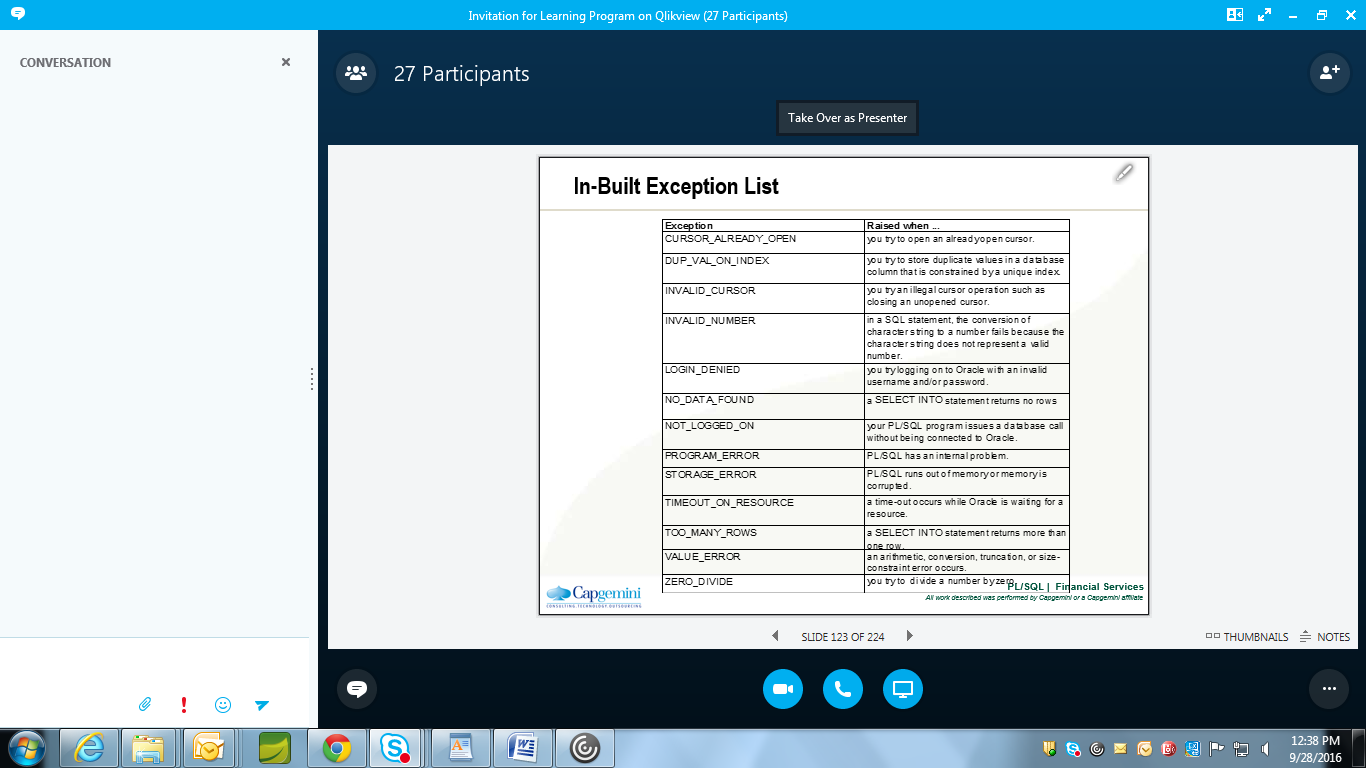 Invitation for Learning Program on Qlikview (27 Participants)
CONVERSATION
27 Participants
Take Over as Presenter
In-Built Exception List
Exception Raised when ...
CURSOR_ALREADY_OPEN you try to open an already open cursor.
DUP_VAL_ON_INDEX you try to store duplicate values in a database
column that is constrained by a unique index.
INVALID_CURSOR you try an illegal cursor operation such as
closing an unopened cursor.
INVALID_NUMBER in a SQL statement, the conversion of
character string to a number fails because the
character string does not represent a valid
number.
LOGIN_DENIED you try logging on to Oracle with an invalid
username and/or password.
NO_DATA_FOUND a SELECT INTO statement returns no rows
NOT_LOGGED_ON your PL/SQL program issues a database call
without being connected to Oracle.
PROGRAM_ERROR PL/SQL has an internal problem.
STORAGE_ERROR PL/SQL runs out of memory or memory is
corrupted.
TIMEOUT_ON_RESOURCE a time-out occurs while Oracle is waiting for a
resource.
TOO_MANY_ROWS a SELECT INTO statement returns more than
one row.
VALUE_ERROR an arithmetic, conversion, truncation, or size-
constraint error occurs.
ZERO_DIVIDE you try to divide a number by zero
Capgemini
CONSULTING.TECHNOLOGY.OUTSOURCING
PL/SQL | Financial Services
All work described was performed by Capgemini or a Capgemini affiliate
SLIDE 123 OF 224
THUMBNAILS NOTES
12:38 PM
9/28/2016